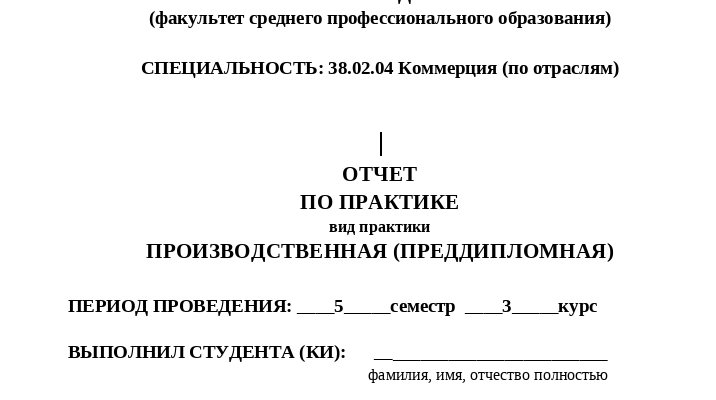 (факультет среднего профессионального образования)
СПЕЦИАЛЬНОСТЬ: 38.02.04 Коммерция (по отраслям)
ОТЧЕТ
ПО ПРАКТИКЕ
вид практики
ПРОИЗВОДСТВЕННАЯ (ПРЕДДИПЛОМНАЯ)
ПЕРИОД ПРОВЕДЕНИЯ: ____5_____семестр ____3_____курс
ВЫПОЛНИЛ СТУДЕНТА (КИ): _________________________
фамилия, имя, отчество полностью